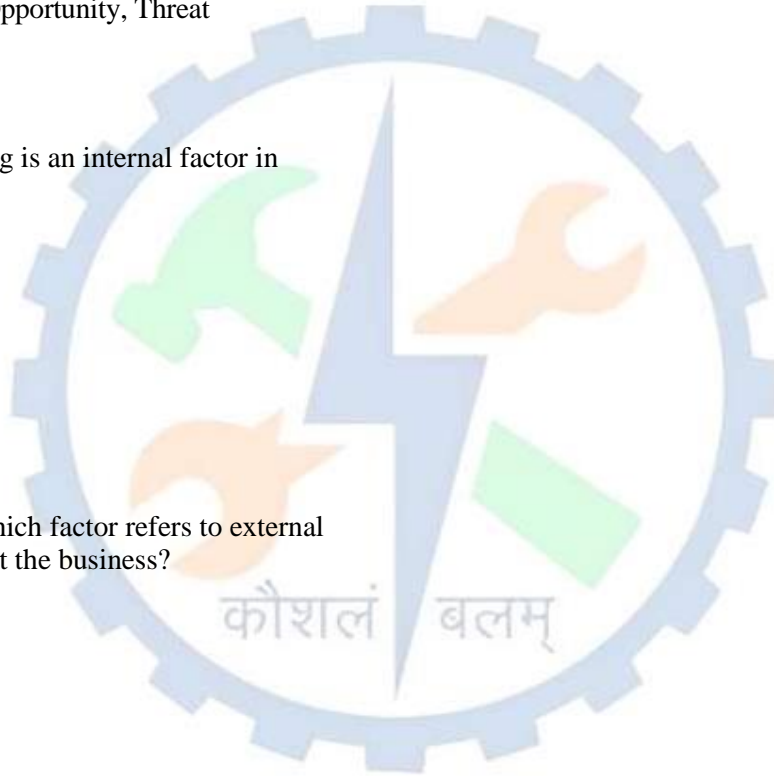 pportunity, Threat
g is an internal factor in
hich factor refers to external
t the business?
कौशलं बलम्